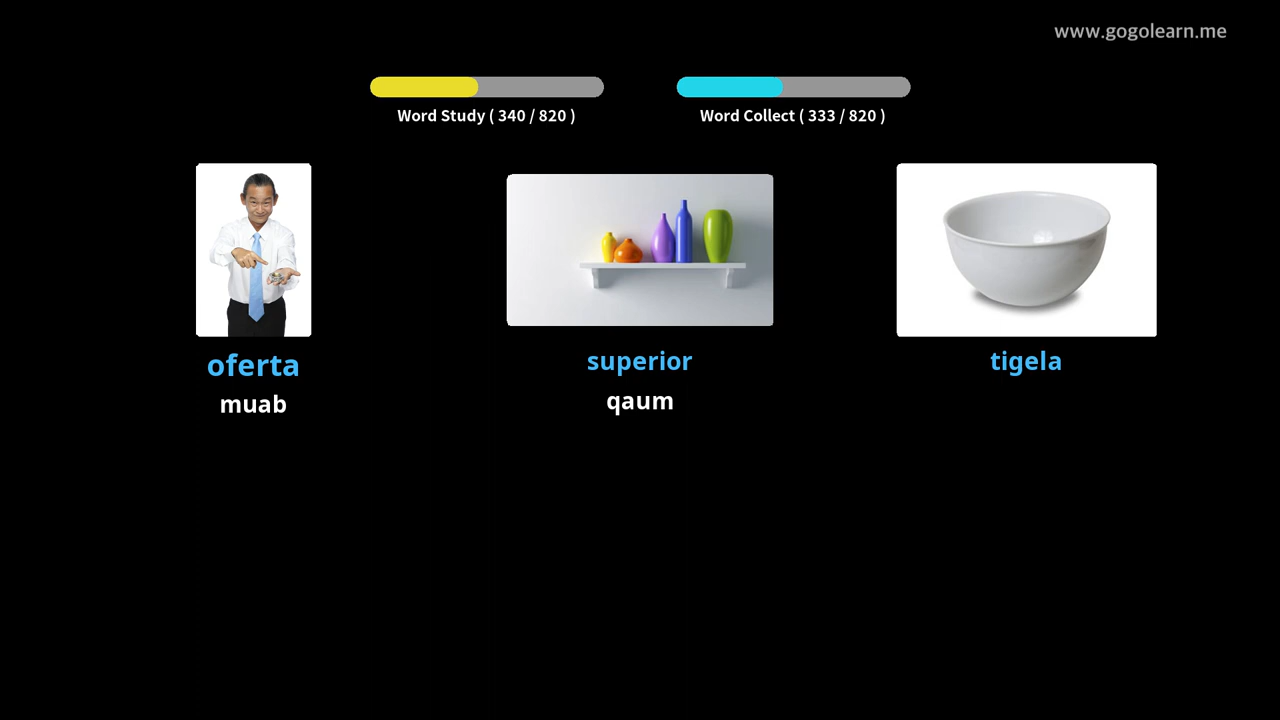 www.gogolearn.me
Word Study ( 340 / 820 )
Word Collect ( 333 / 820 )
oferta
muab
superior
qaum
tigela